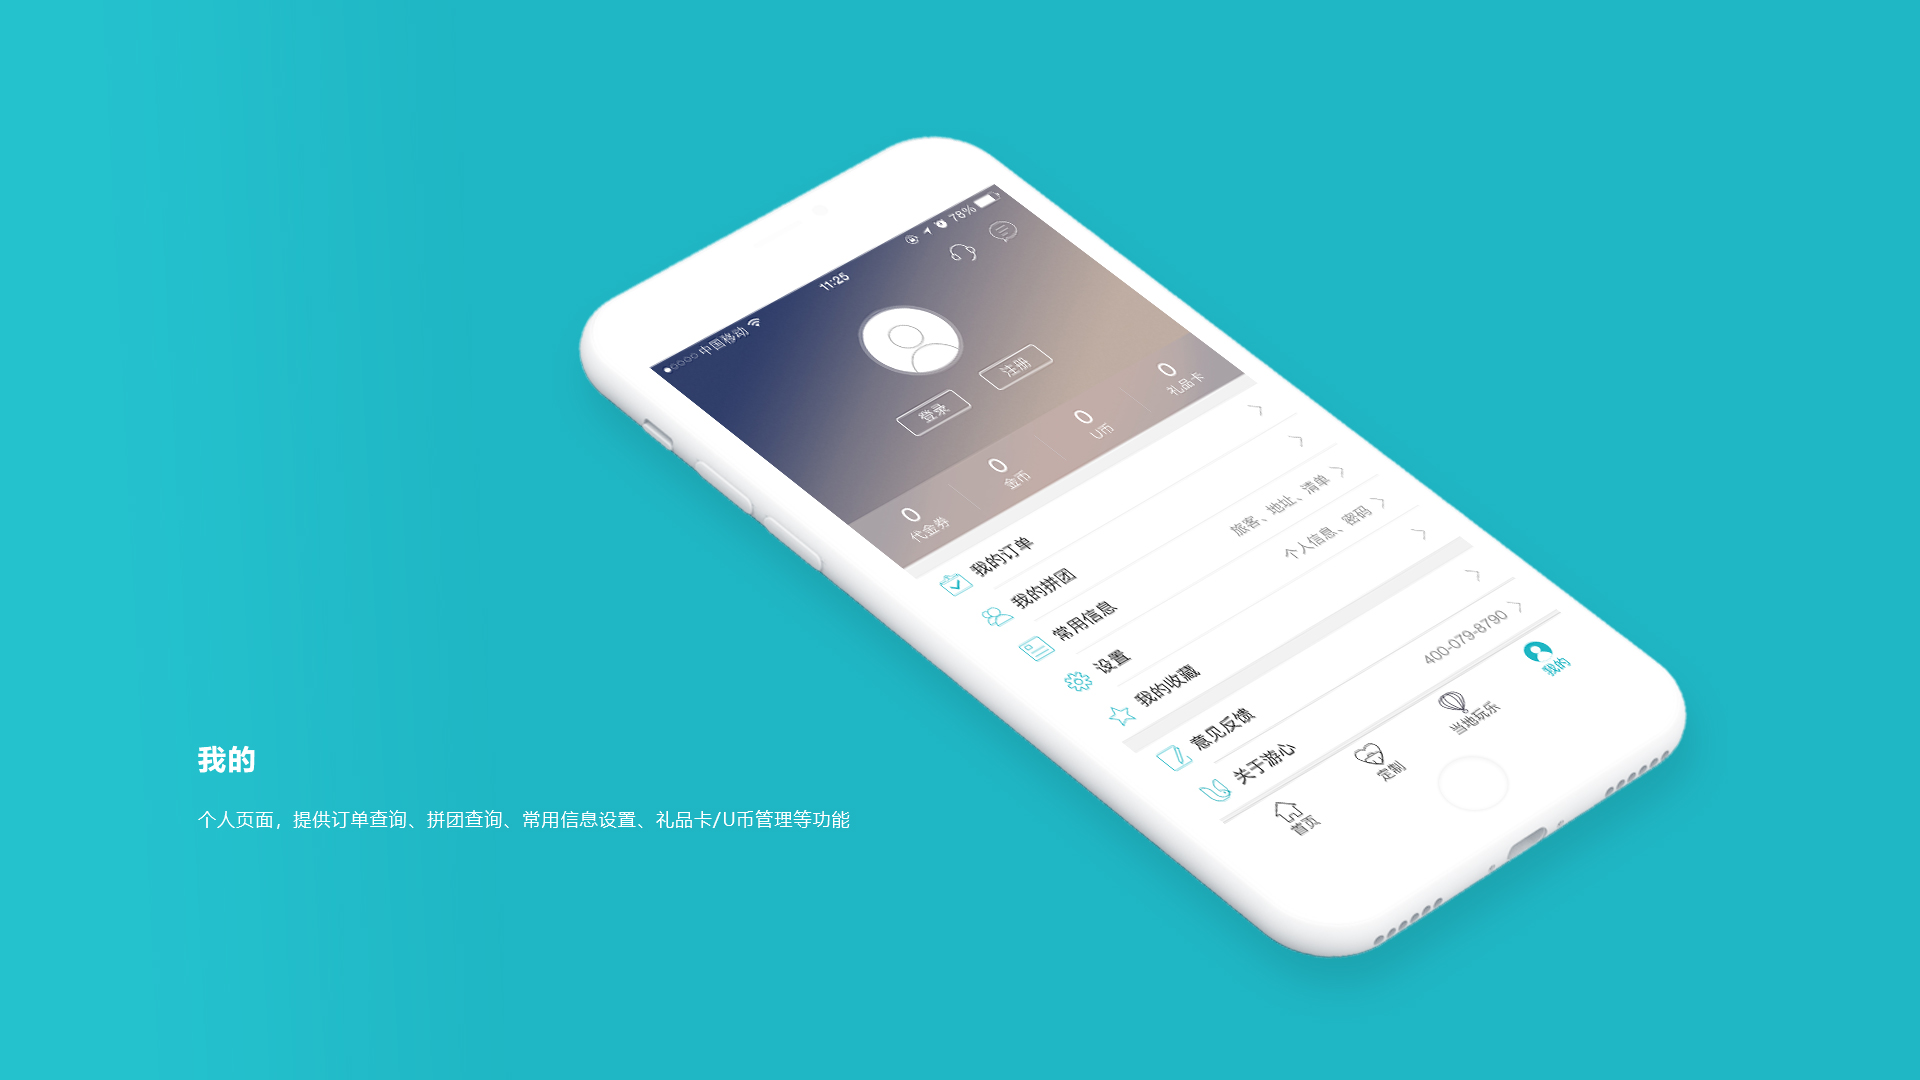 中国移动
11:25
78%
登录
注册
0
代金券
0
金币
0
U币
0
礼品卡
我的订单
我的拼团
常用信息
旅客、地址、清单
设置
个人信息、密码
我的收藏
意见反馈
关于游心
400-079-8790
首页
定制
当地玩乐
我的
我的
个人页面，提供订单查询、拼团查询、常用信息设置、礼品卡/U币管理等功能